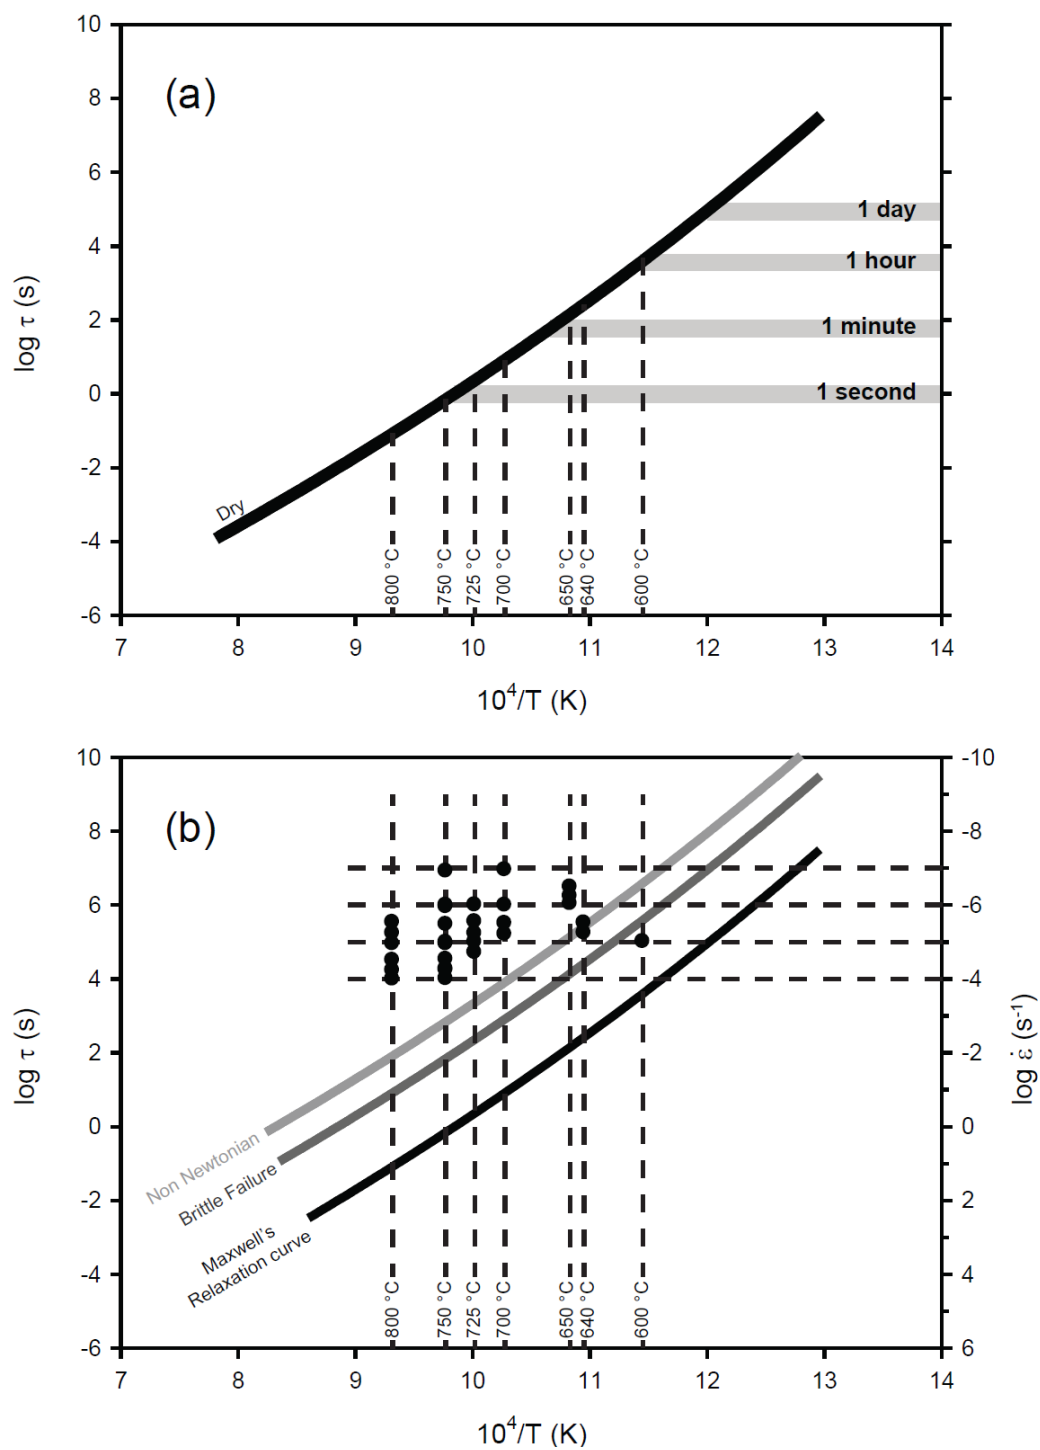 10
(a)
8
6
1 day
4
1 hour
log τ (s)
2
1 minute
0
1 second
-2
Dry
-4
800 °C
750 °C
725 °C
700 °C
650 °C
640 °C
600 °C
-6
7 8 9 10 11 12 13 14
10⁴/T (K)
10 -10
(b)
8 -8
6 -6
4 -4
log τ (s)
log ε̇ (s⁻¹)
2 -2
0 0
Non Newtonian
Brittle Failure
-2 2
Maxwell's
Relaxation curve
-4 4
800 °C
750 °C
725 °C
700 °C
650 °C
640 °C
600 °C
-6 6
7 8 9 10 11 12 13 14
10⁴/T (K)